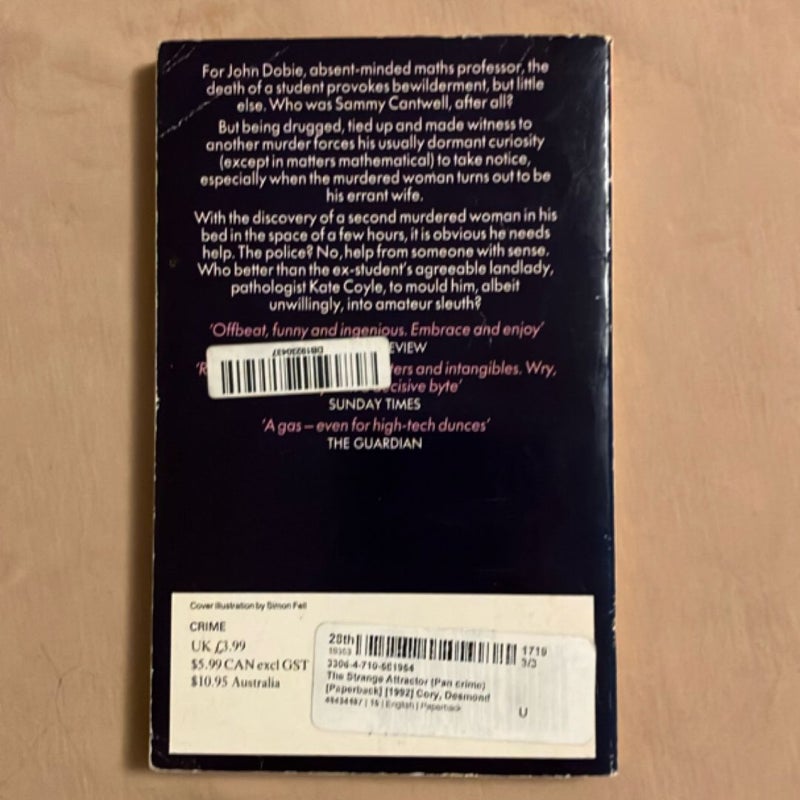 For John Dobie, absent-minded maths professor, the
death of a student provokes bewilderment, but little
else. Who was Sammy Cantwell, after all?
But being drugged, tied up and made witness to
another murder forces his usually dormant curiosity
(except in matters mathematical) to take notice,
especially when the murdered woman turns out to be
his errant wife.
With the discovery of a second murdered woman in his
bed in the space of a few hours, it is obvious he needs
help. The police? No, help from someone with sense.
Who better than the ex-student's agreeable landlady,
pathologist Kate Coyle, to mould him, albeit
unwillingly, into amateur sleuth?
'Offbeat, funny and ingenious. Embrace and enjoy'
and intangibles. Wry,
byte'
SUNDAY TIMES
'A gas – even for high-tech dunces'
THE GUARDIAN
Cover illustration by Simon Fell
CRIME
UK £3.99
$5.99 CAN excl GST
$10.95 Australia
28th
1719
3/3
The Strange Attractor (Pan crime)
[Paperback] [1992] Cory, Desmond
English | Paperback
U